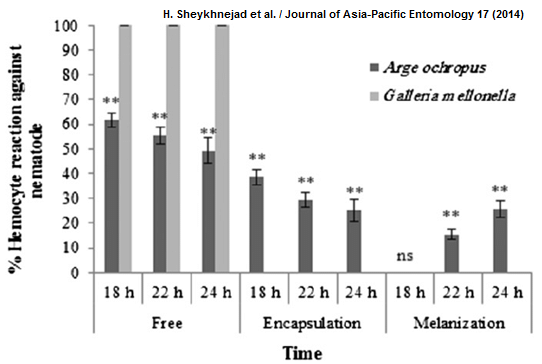 H. Sheykhnejad et al. / Journal of Asia-Pacific Entomology 17 (2014)
% Hemocyte reaction against
nematode
100
90
80
70
60
50
40
30
20
10
0
Arge ochropus
Galleria mellonella
** ** ** ** ** ** ns ** **
18 h 22 h 24 h 18 h 22 h 24 h 18 h 22 h 24 h
Free Encapsulation Melanization
Time